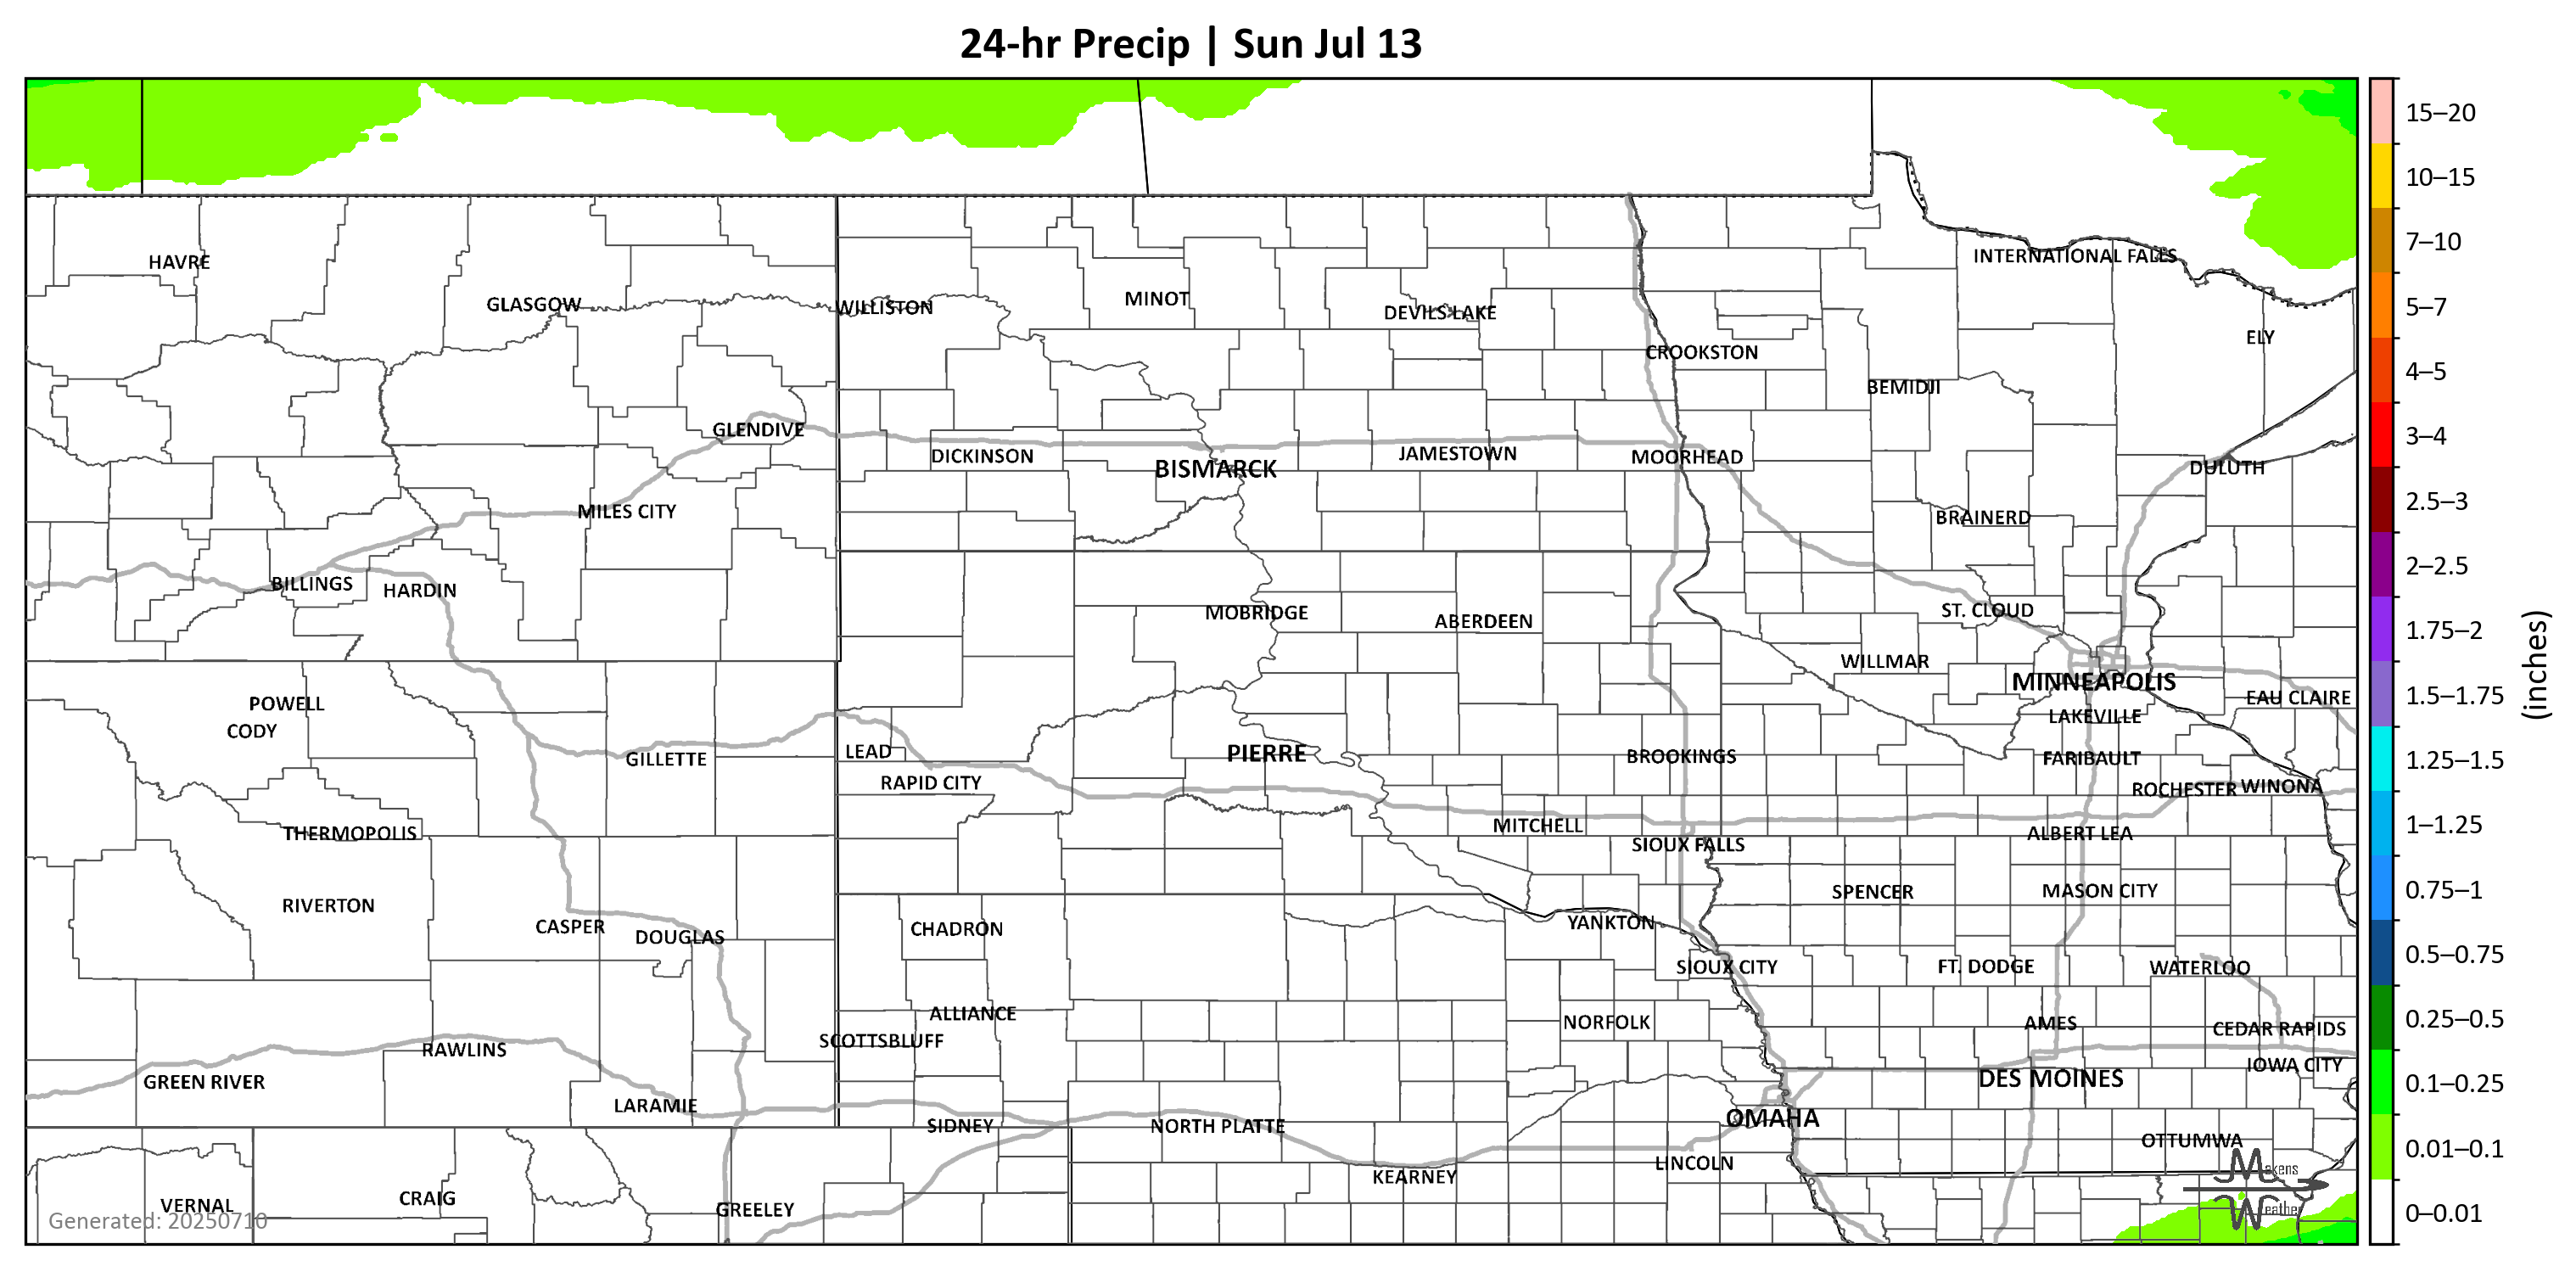 24-hr Precip | Sun Jul 13
15–20
10–15
7–10
5–7
4–5
3–4
2.5–3
2–2.5
1.75–2
1.5–1.75
1.25–1.5
1–1.25
0.75–1
0.5–0.75
0.25–0.5
0.1–0.25
0.01–0.1
0–0.01
(inches)
HAVRE
INTERNATIONAL FALLS
GLASGOW
WILLISTON
MINOT
DEVILS LAKE
ELY
CROOKSTON
BEMIDJI
GLENDIVE
DICKINSON
BISMARCK
JAMESTOWN
MOORHEAD
DULUTH
MILES CITY
BRAINERD
BILLINGS
HARDIN
MOBRIDGE
ABERDEEN
ST. CLOUD
WILLMAR
MINNEAPOLIS
EAU CLAIRE
POWELL
CODY
LAKEVILLE
GILLETTE
LEAD
RAPID CITY
PIERRE
BROOKINGS
FARIBAULT
ROCHESTER
WINONA
THERMOPOLIS
MITCHELL
SIOUX FALLS
ALBERT LEA
RIVERTON
SPENCER
MASON CITY
CASPER
DOUGLAS
CHADRON
YANKTON
SIOUX CITY
FT. DODGE
WATERLOO
ALLIANCE
SCOTTSBLUFF
NORFOLK
AMES
CEDAR RAPIDS
RAWLINS
IOWA CITY
GREEN RIVER
DES MOINES
LARAMIE
SIDNEY
NORTH PLATTE
OMAHA
OTTUMWA
KEARNEY
LINCOLN
VERNAL
CRAIG
GREELEY
Generated: 20250710
Makens
Weather